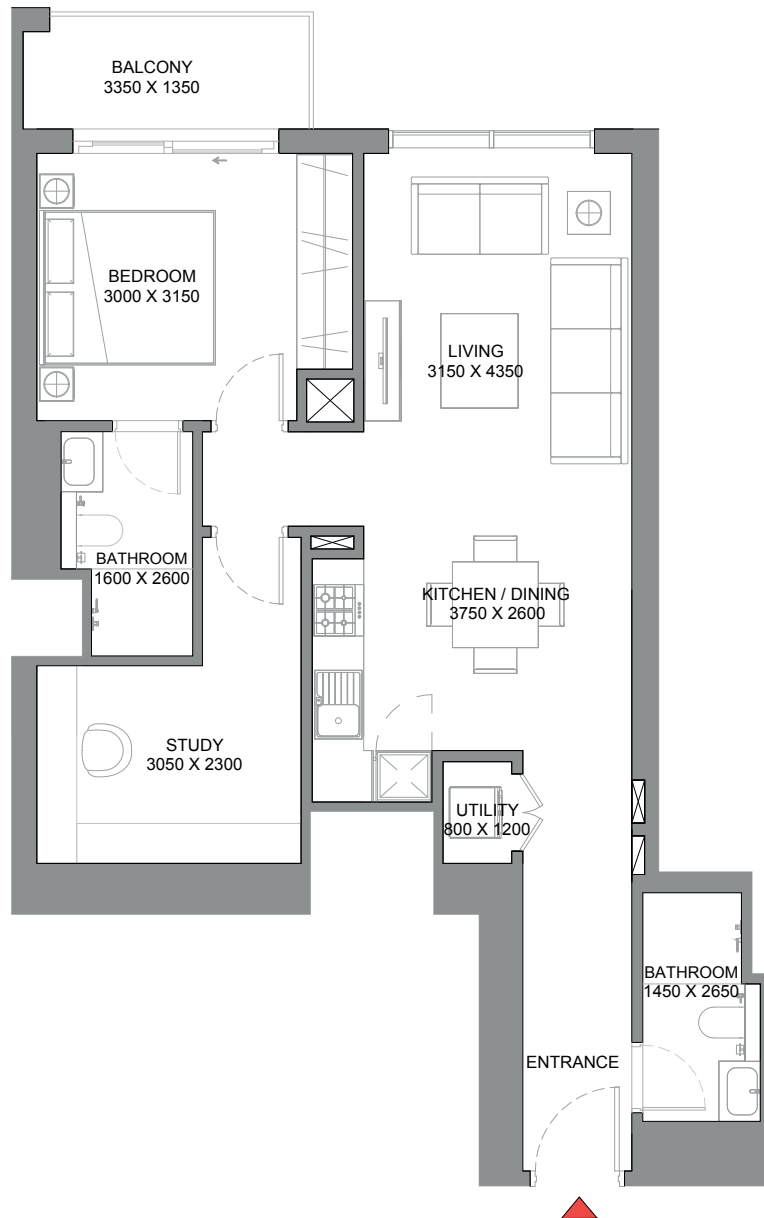 BALCONY
3350 X 1350
BEDROOM
3000 X 3150
LIVING
3150 X 4350
BATHROOM
1600 X 2600
KITCHEN / DINING
3750 X 2600
STUDY
3050 X 2300
UTILITY
800 X 1200
BATHROOM
1450 X 2650
ENTRANCE